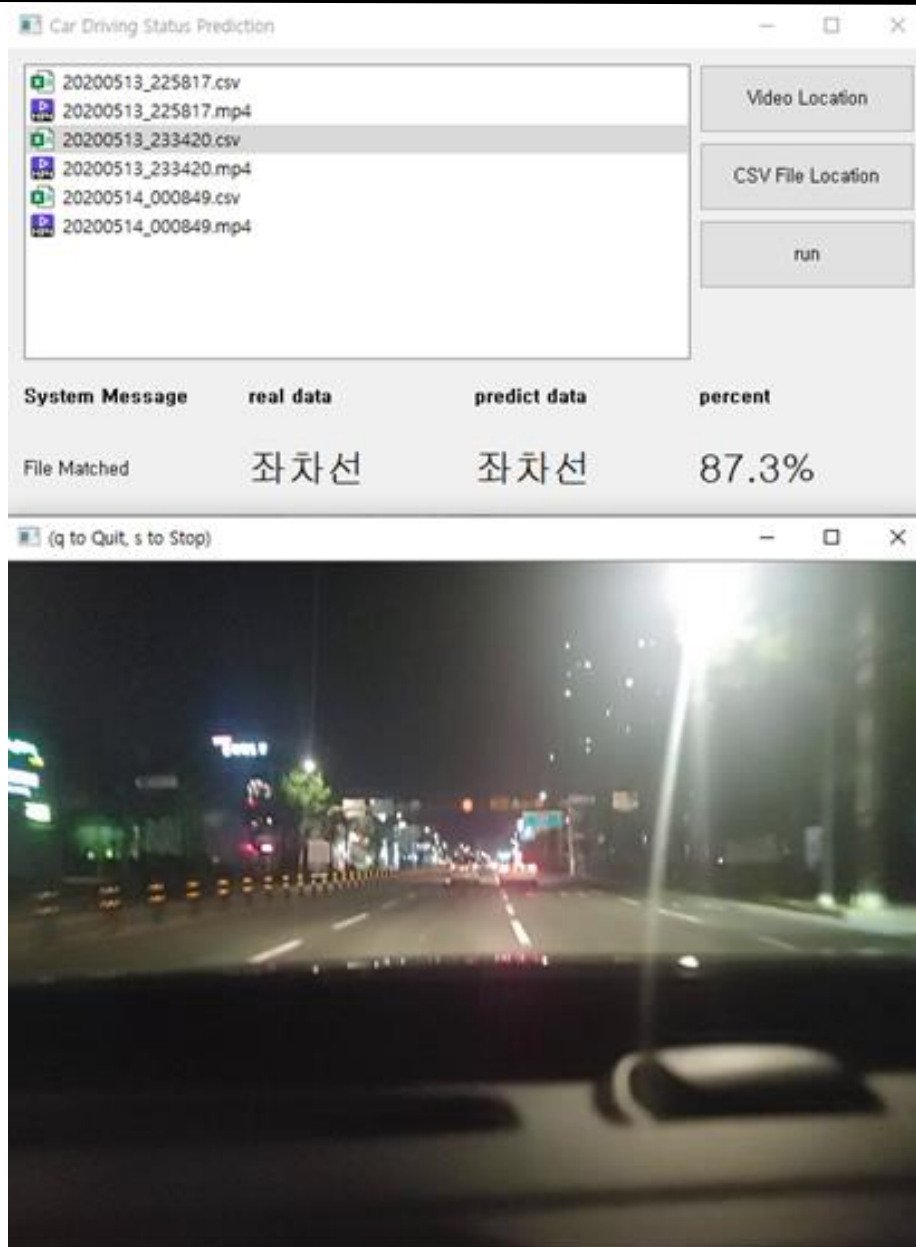 Car Driving Status Prediction
20200513_225817.csv
20200513_225817.mp4
20200513_233420.csv
20200513_233420.mp4
20200514_000849.csv
20200514_000849.mp4
Video Location
CSV File Location
run
System Message real data predict data percent
File Matched 좌차선 좌차선 87.3%
(q to Quit, s to Stop)